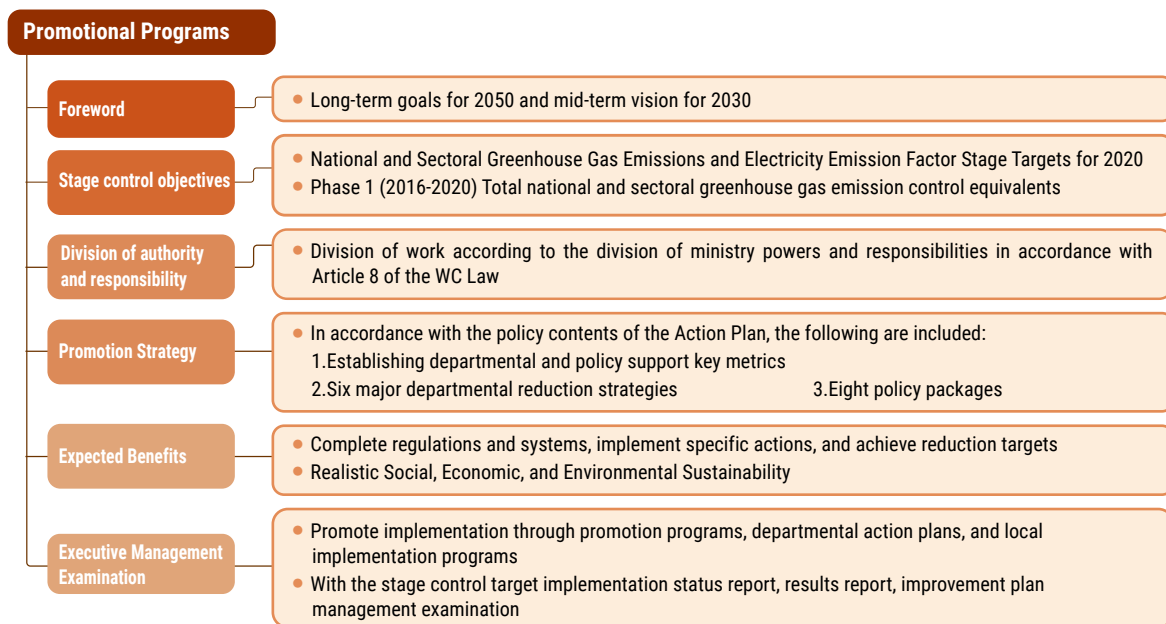 Promotional Programs
Foreword
Long-term goals for 2050 and mid-term vision for 2030
Stage control objectives
National and Sectoral Greenhouse Gas Emissions and Electricity Emission Factor Stage Targets for 2020
Phase 1 (2016-2020) Total national and sectoral greenhouse gas emission control equivalents
Division of authority
and responsibility
Division of work according to the division of ministry powers and responsibilities in accordance with
Article 8 of the WC Law
Promotion Strategy
In accordance with the policy contents of the Action Plan, the following are included:
1.Establishing departmental and policy support key metrics
2.Six major departmental reduction strategies 3.Eight policy packages
Expected Benefits
Complete regulations and systems, implement specific actions, and achieve reduction targets
Realistic Social, Economic, and Environmental Sustainability
Executive Management
Examination
Promote implementation through promotion programs, departmental action plans, and local
implementation programs
With the stage control target implementation status report, results report, improvement plan
management examination